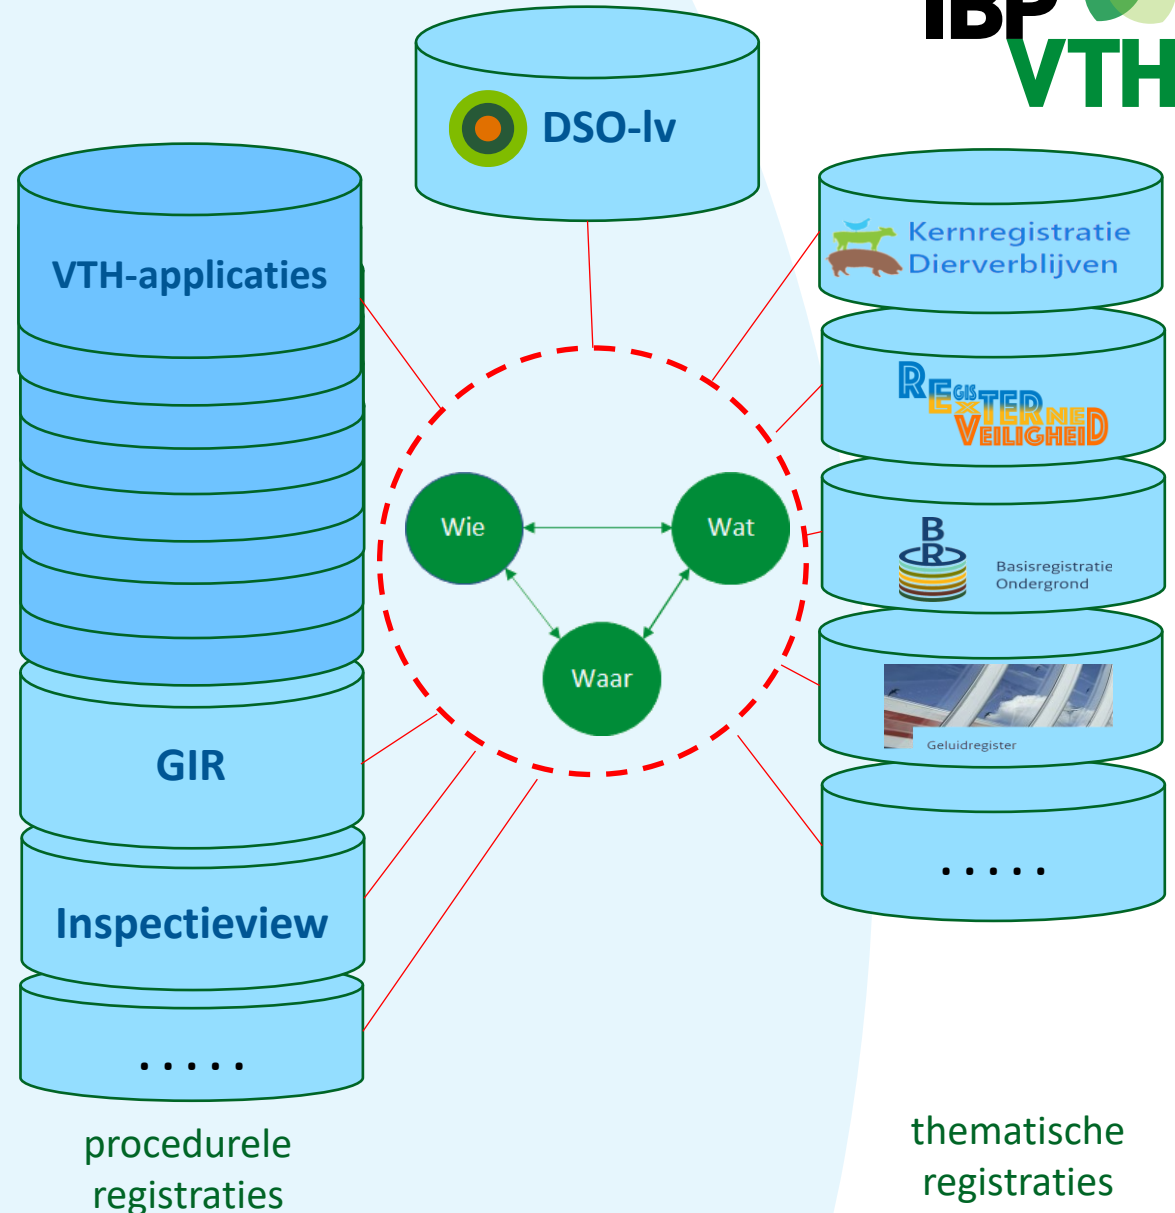 IBP
VTH
DSO-lv
VTH-applicaties
Kernregistratie
Dierverblijven
REGISTER
EXTERNE
VEILIGHEID
Wie
Wat
Waar
BRO
Basisregistratie
Ondergrond
Geluidregister
GIR
Inspectieview
.....
.....
procedurele
registraties
thematische
registraties